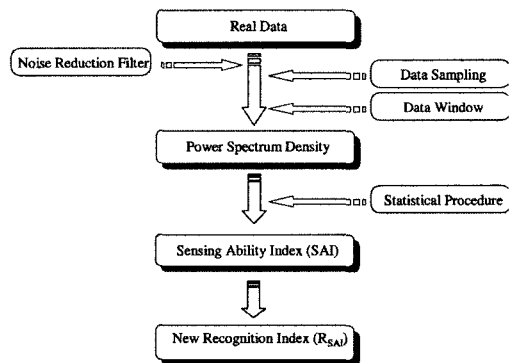 Real Data
Noise Reduction Filter
Data Sampling
Data Window
Power Spectrum Density
Statistical Procedure
Sensing Ability Index (SAI)
New Recognition Index (RSAI)